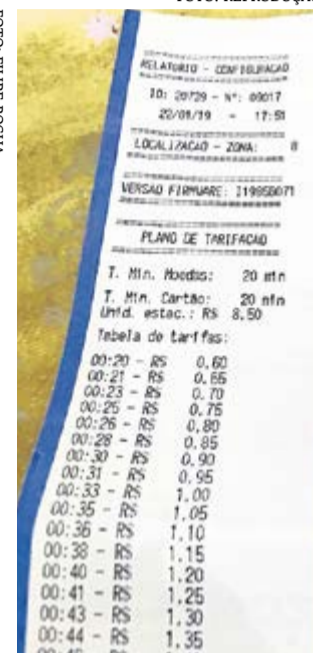 RELATORIO - CONFIGURACAO
ID: 20729 - Nº: 09017
22/01/19 - 17:51
LOCALIZACAO - ZONA: 8
VERSAO FIRMWARE:
PLANO DE TARIFACAO
T. Min. Moedas: 20 min
T. Min. Cartão: 20 min
Unid. estac.: R$ 8,50
Tabela de tarifas:
00:20 - R$ 0,60
00:21 - R$ 0,65
00:23 - R$ 0,70
00:25 - R$ 0,75
00:26 - R$ 0,80
00:28 - R$ 0,85
00:30 - R$ 0,90
00:31 - R$ 0,95
00:33 - R$ 1,00
00:35 - R$ 1,05
00:36 - R$ 1,10
00:38 - R$ 1,15
00:40 - R$ 1,20
00:41 - R$ 1,25
00:43 - R$ 1,30
00:44 - R$ 1,35